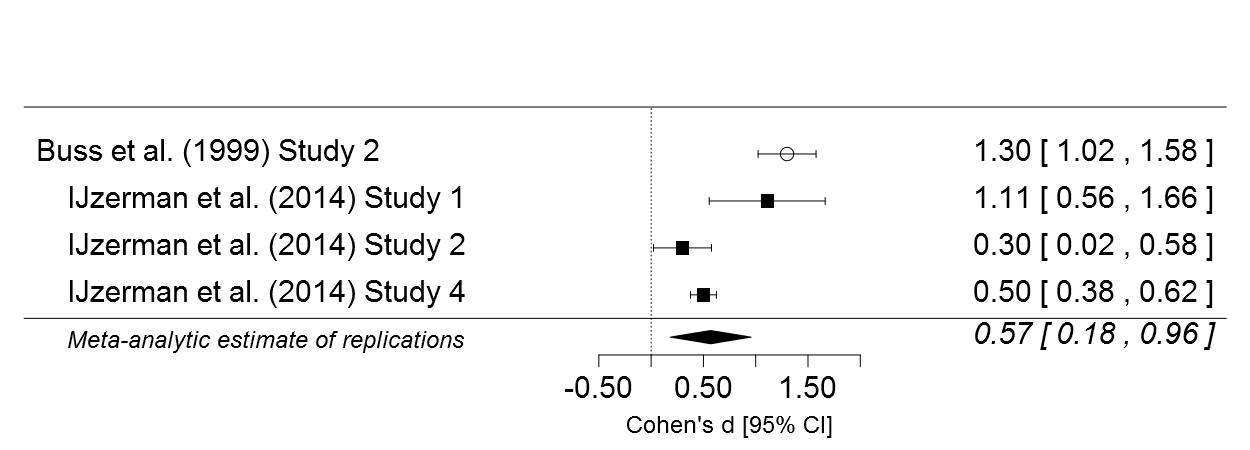 Buss et al. (1999) Study 2 1.30 [ 1.02 , 1.58 ]
IJzerman et al. (2014) Study 1 1.11 [ 0.56 , 1.66 ]
IJzerman et al. (2014) Study 2 0.30 [ 0.02 , 0.58 ]
IJzerman et al. (2014) Study 4 0.50 [ 0.38 , 0.62 ]
Meta-analytic estimate of replications 0.57 [ 0.18 , 0.96 ]
-0.50 0.50 1.50
Cohen's d [95% CI]